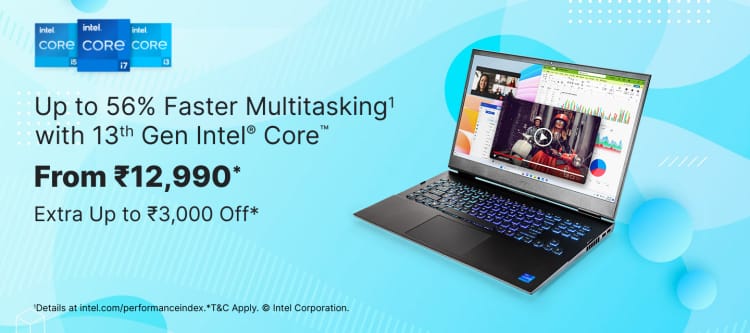 intel. intel. intel.
CORE CORE CORE
i5 i7 i3
Up to 56% Faster Multitasking¹
with 13ᵗʰ Gen Intel® Core™
From ₹12,990*
Extra Up to ₹3,000 Off*
¹Details at intel.com/performanceindex.*T&C Apply. © Intel Corporation.